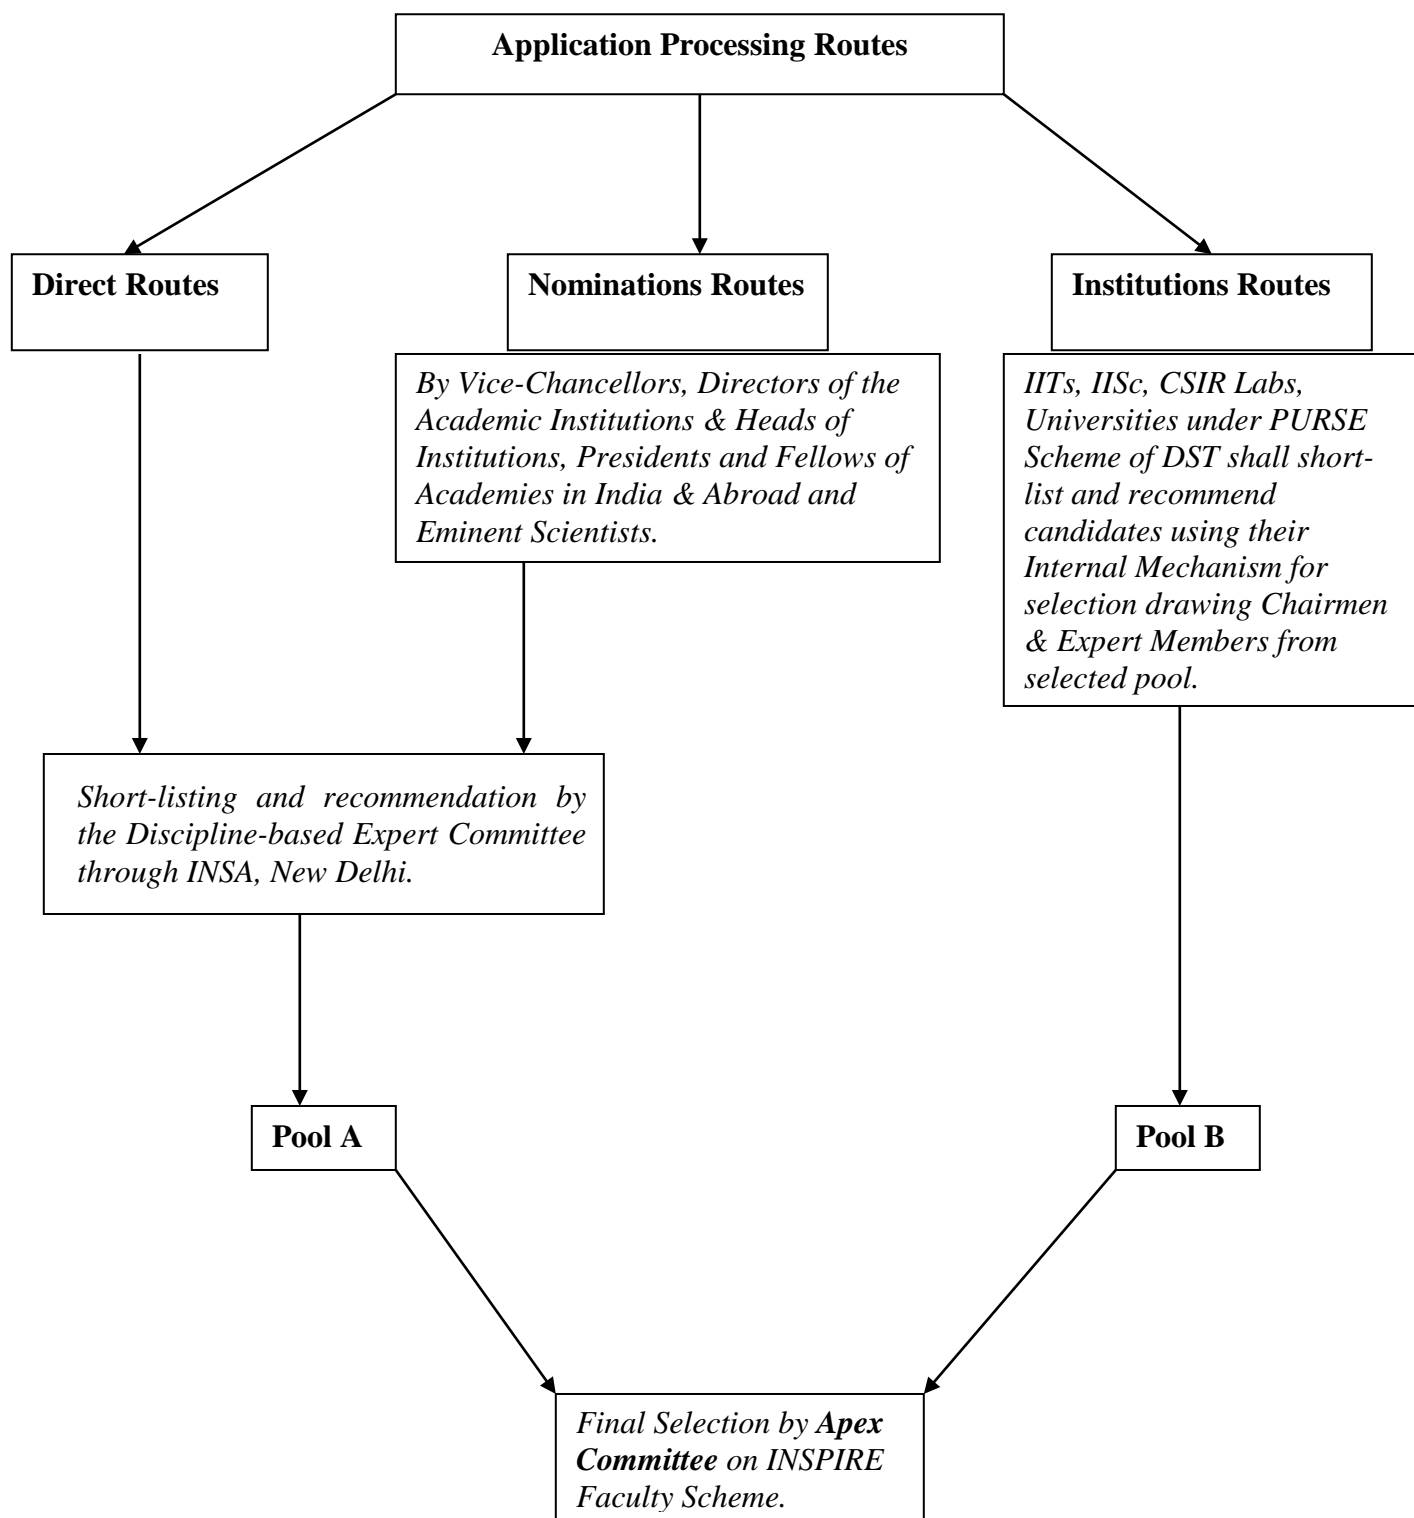 Application Processing Routes
Direct Routes
Nominations Routes
Institutions Routes
By Vice-Chancellors, Directors of the
Academic Institutions & Heads of
Institutions, Presidents and Fellows of
Academies in India & Abroad and
Eminent Scientists.
IITs, IISc, CSIR Labs,
Universities under PURSE
Scheme of DST shall short-
list and recommend
candidates using their
Internal Mechanism for
selection drawing Chairmen
& Expert Members from
selected pool.
Short-listing and recommendation by
the Discipline-based Expert Committee
through INSA, New Delhi.
Pool A
Pool B
Final Selection by Apex
Committee on INSPIRE
Faculty Scheme.